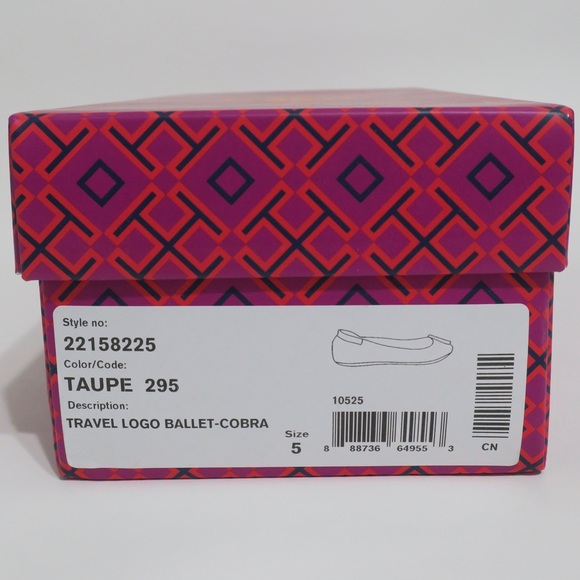 Style no:
22158225
Color/Code:
TAUPE 295
Description:
TRAVEL LOGO BALLET-COBRA
Size
5
10525
8 88736 64955 3
CN